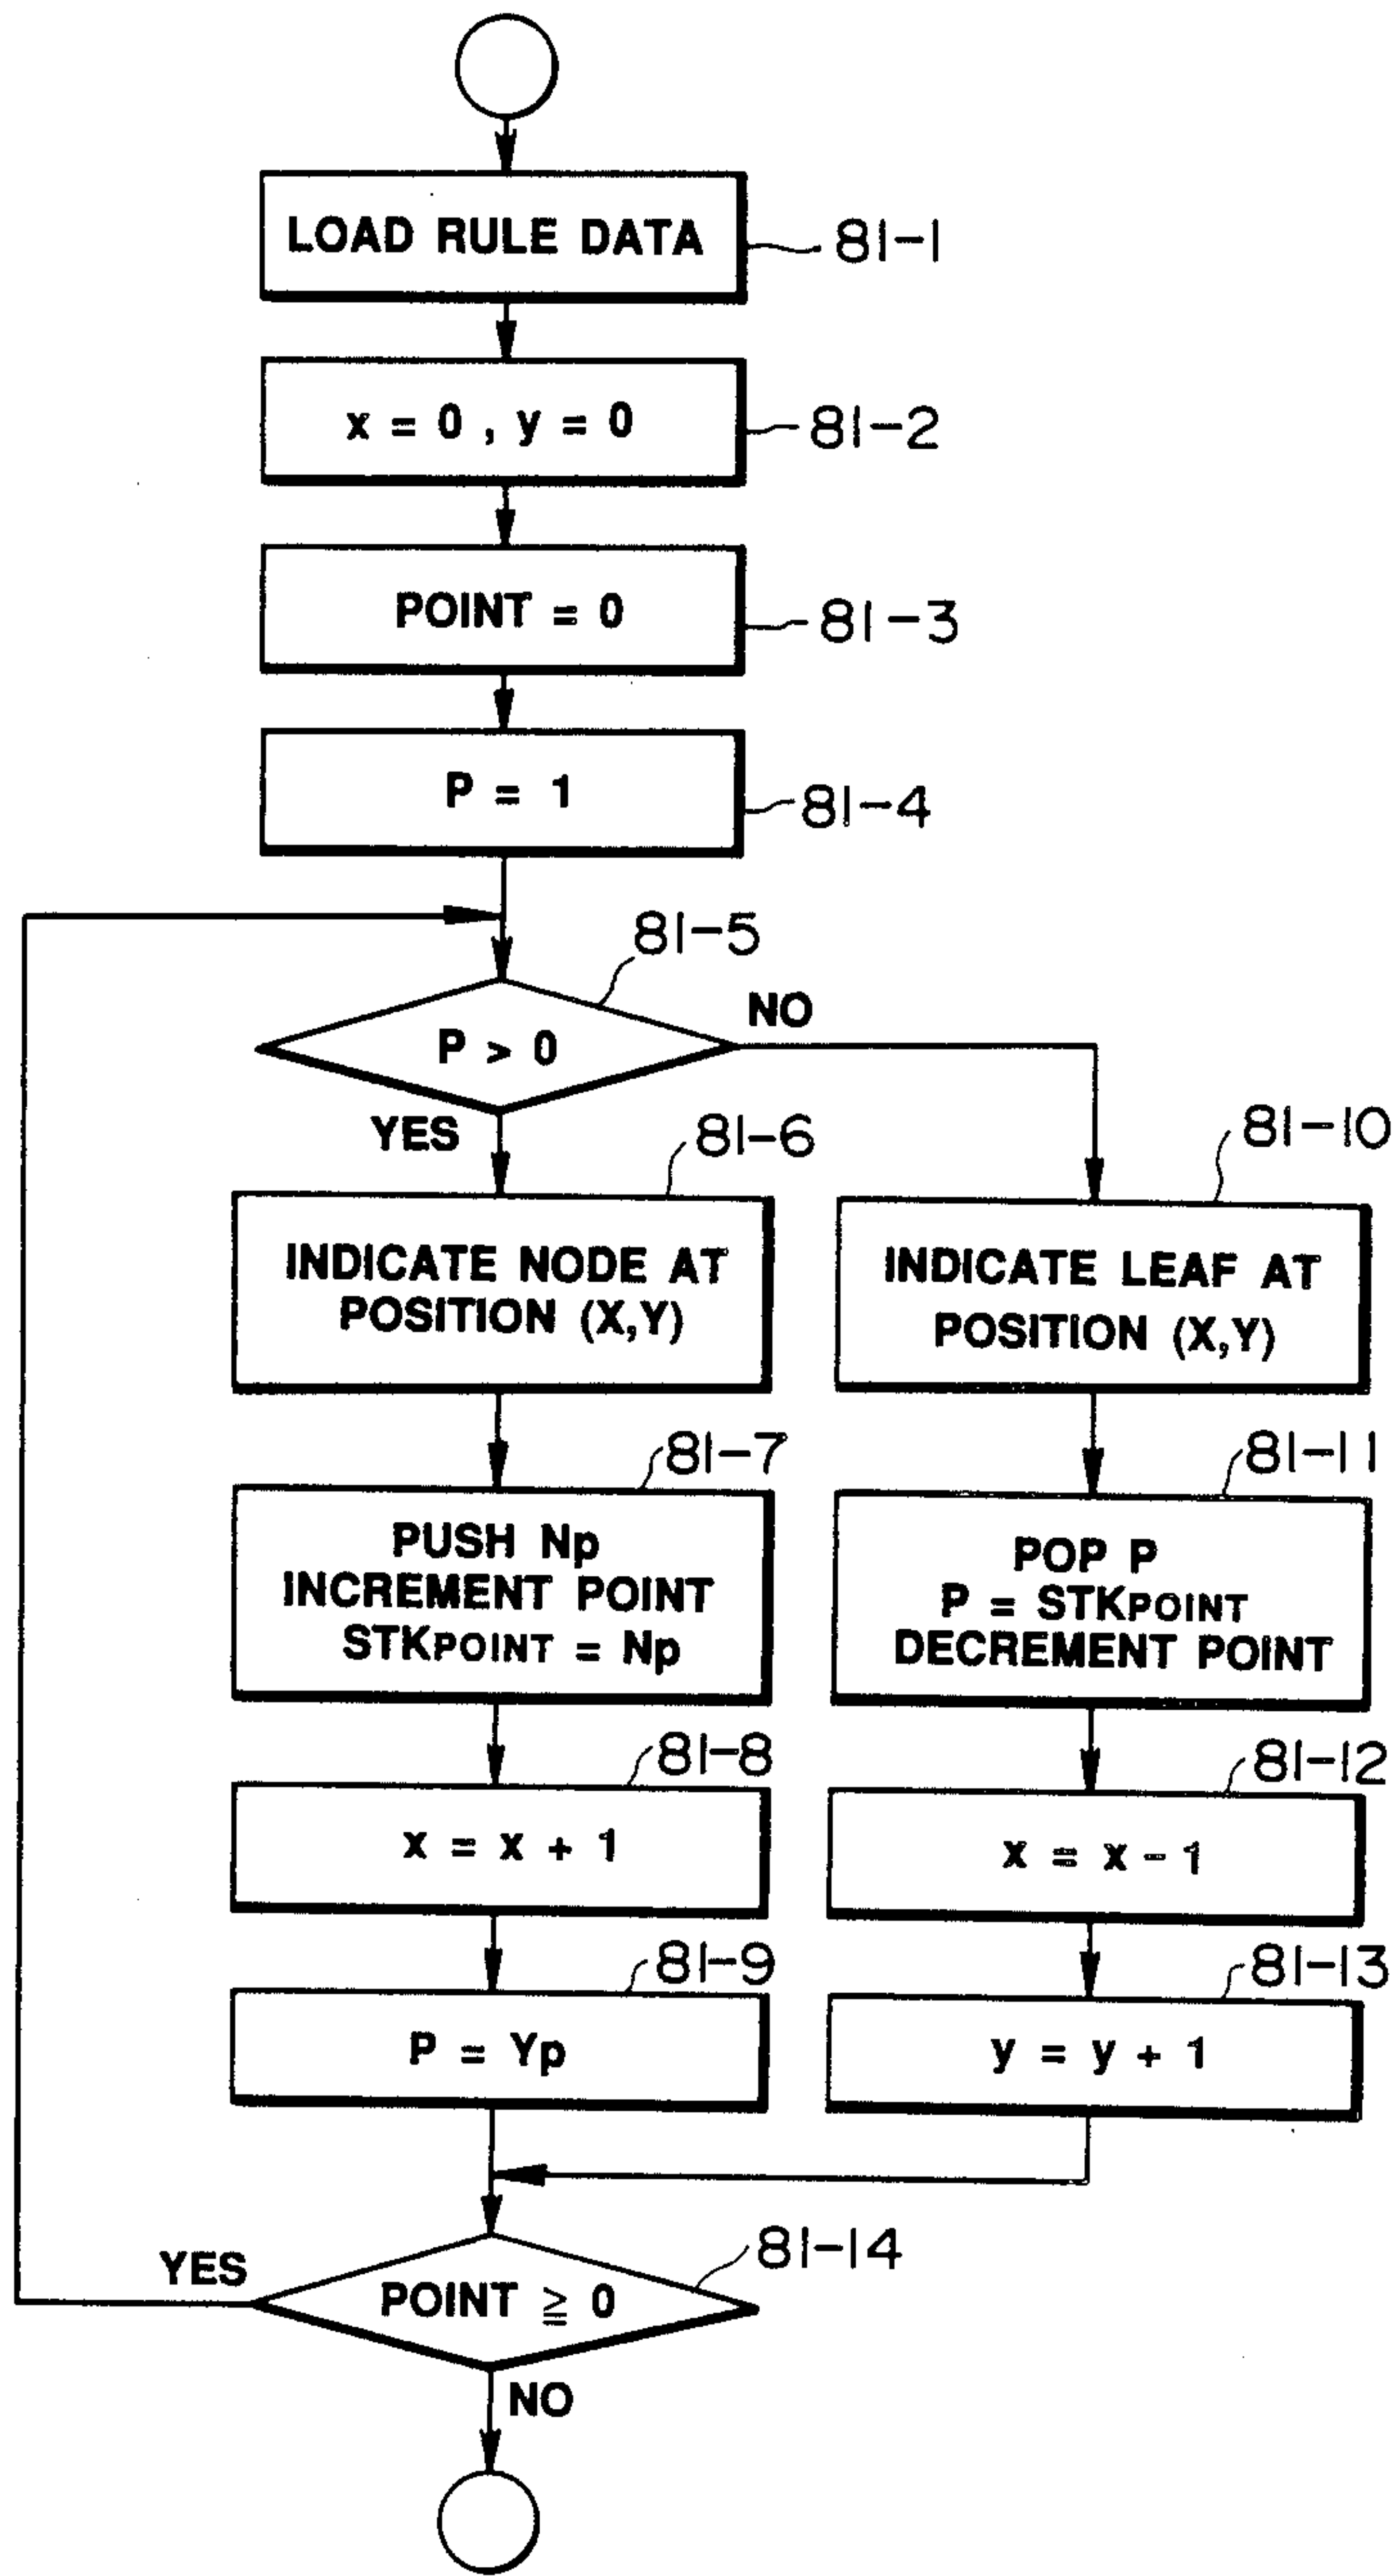 LOAD RULE DATA
81-1
x = 0 , y = 0
81-2
POINT = 0
81-3
P = 1
81-4
81-5
P > 0
NO
YES
81-6
INDICATE NODE AT
POSITION (X,Y)
81-10
INDICATE LEAF AT
POSITION (X,Y)
81-7
PUSH Np
INCREMENT POINT
STKPOINT = Np
81-11
POP P
P = STKPOINT
DECREMENT POINT
81-8
x = x + 1
81-12
x = x - 1
81-9
P = Yp
81-13
y = y + 1
81-14
YES
POINT ≧ 0
NO